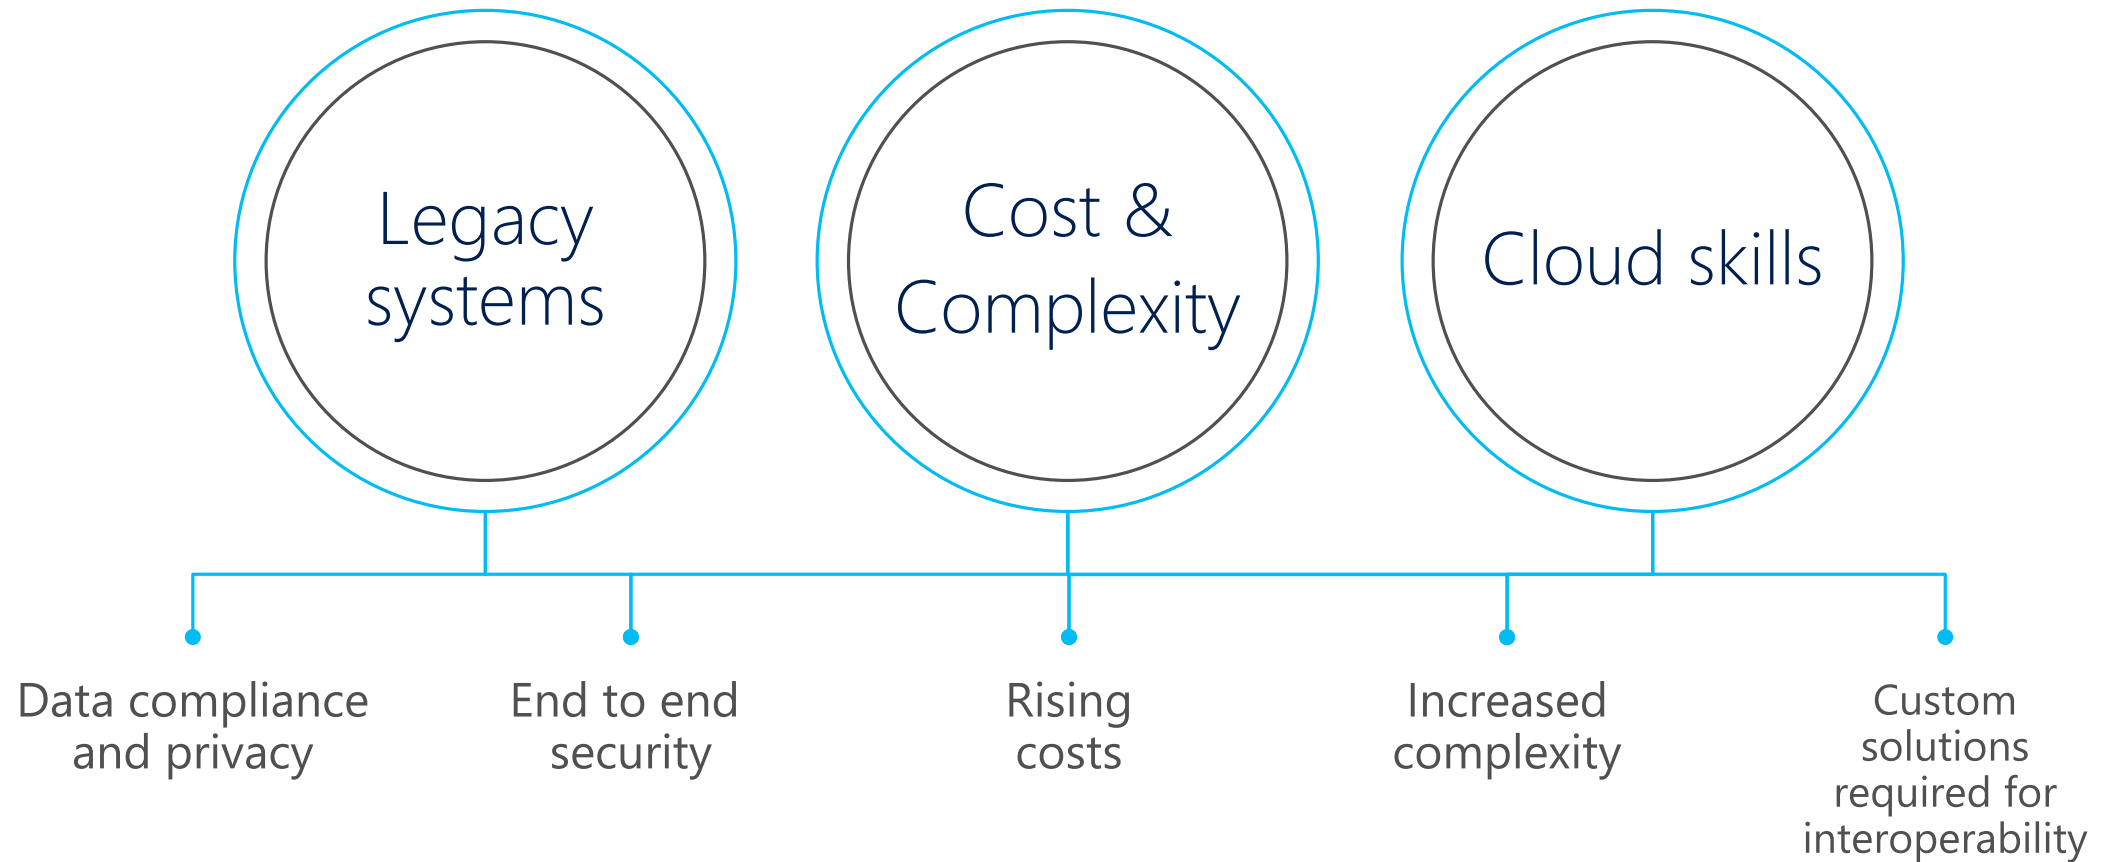 Legacy
systems
Cost &
Complexity
Cloud skills
Data compliance
and privacy
End to end
security
Rising
costs
Increased
complexity
Custom
solutions
required for
interoperability